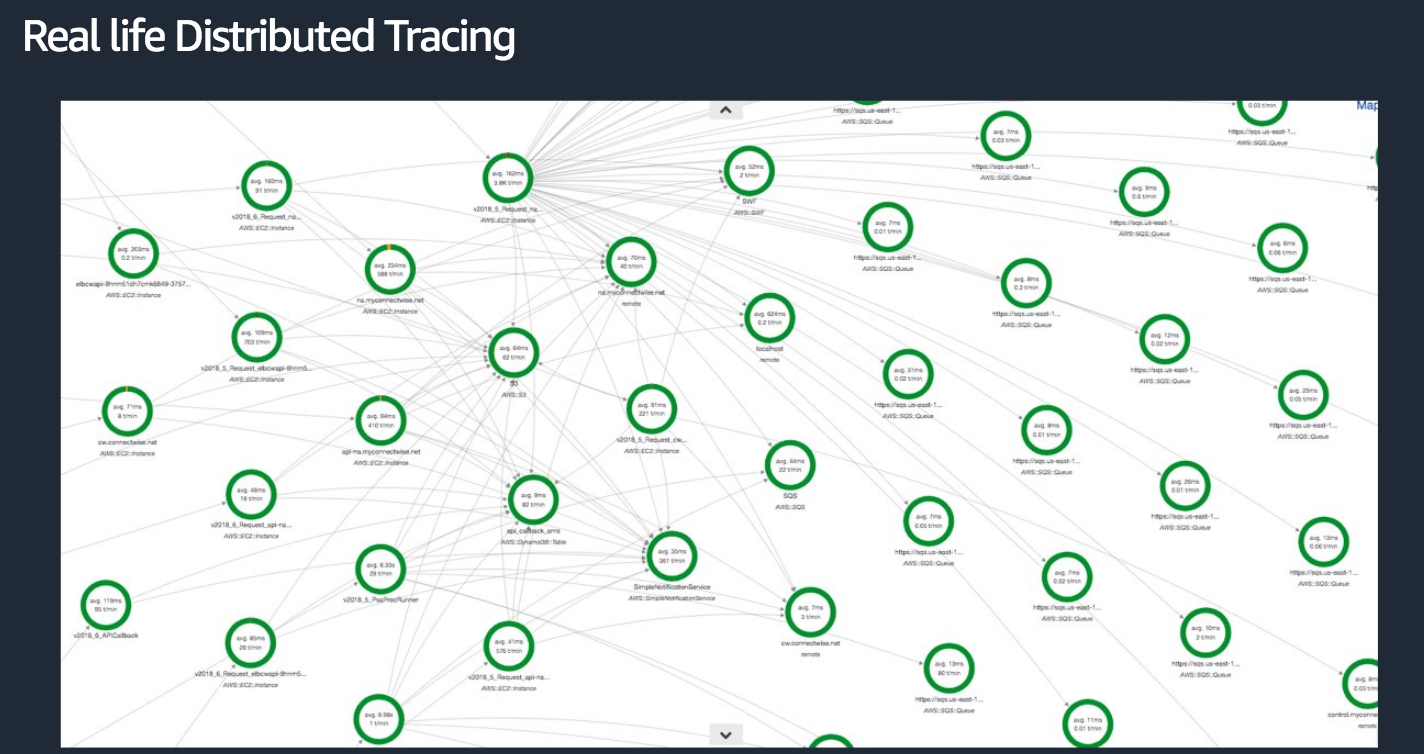 Real life Distributed Tracing
Map
https://sqs.us-east-1...
AWS::SQS::Queue
0.03 t/min
https://sqs.us-east-1...
AWS::SQS::Queue
avg. 7ms
0.03 t/min
https://sqs.us-east-1...
AWS::SQS::Queue
avg. 162ms
3.8K t/min
v2018_5_Request_na...
AWS::EC2::Instance
avg. 52ms
2 t/min
SWF
AWS::SWF
avg. 160ms
91 t/min
v2018_6_Request_na...
AWS::EC2::Instance
avg. 9ms
0.6 t/min
https://sqs.us-east-1...
AWS::SQS::Queue
avg. 7ms
0.01 t/min
https://sqs.us-east-1...
AWS::SQS::Queue
avg. 6ms
0.06 t/min
https://sqs.us-east-1...
AWS::SQS::Queue
0.2 t/min
AWS::EC2::Instance
avg. 234ms
588 t/min
na.myconnectwise.net
AWS::EC2::Instance
avg. 70ms
40 t/min
na.myconnectwise.net
remote
avg. 8ms
0.2 t/min
https://sqs.us-east-1...
AWS::SQS::Queue
avg. 624ms
0.2 t/min
localhost
remote
avg. 109ms
703 t/min
v2018_5_Request_elbcwapi-8hnm5...
AWS::EC2::Instance
avg. 64ms
62 t/min
S3
AWS::S3
avg. 12ms
0.02 t/min
https://sqs.us-east-1...
AWS::SQS::Queue
avg. 31ms
0.02 t/min
https://sqs.us-east-1...
AWS::SQS::Queue
avg. 29ms
0.05 t/min
https://sqs.us-east-1...
AWS::SQS::Queue
avg. 71ms
8 t/min
cw.connectwise.net
AWS::EC2::Instance
avg. 94ms
410 t/min
api-na.myconnectwise.net
AWS::EC2::Instance
avg. 91ms
221 t/min
v2018_5_Request_cw...
AWS::EC2::Instance
avg. 8ms
0.01 t/min
https://sqs.us-east-1...
AWS::SQS::Queue
avg. 44ms
22 t/min
SQS
AWS::SQS
avg. 26ms
0.01 t/min
https://sqs.us-east-1...
AWS::SQS::Queue
avg. 46ms
18 t/min
v2018_6_Request_api-na...
AWS::EC2::Instance
avg. 9ms
82 t/min
api_callback_sms
AWS::DynamoDB::Table
avg. 7ms
0.03 t/min
https://sqs.us-east-1...
AWS::SQS::Queue
avg. 13ms
0.06 t/min
https://sqs.us-east-1...
AWS::SQS::Queue
avg. 35ms
361 t/min
SimpleNotificationService
AWS::SimpleNotificationService
avg. 6.33s
29 t/min
v2018_5_PsaProcRunner
avg. 7ms
0.02 t/min
https://sqs.us-east-1...
AWS::SQS::Queue
avg. 119ms
95 t/min
v2018_6_APICallback
avg. 7ms
3 t/min
cw.connectwise.net
remote
avg. 10ms
2 t/min
https://sqs.us-east-1...
AWS::SQS::Queue
avg. 85ms
26 t/min
v2018_6_Request_elbcwapi-8hnm5...
AWS::EC2::Instance
avg. 41ms
576 t/min
v2018_5_Request_api-na...
AWS::EC2::Instance
avg. 13ms
80 t/min
https://sqs.us-east-1...
AWS::SQS::Queue
0.03 t/min
control.myconne
remote
avg. 6.98s
1 t/min
avg. 11ms
0.01 t/min